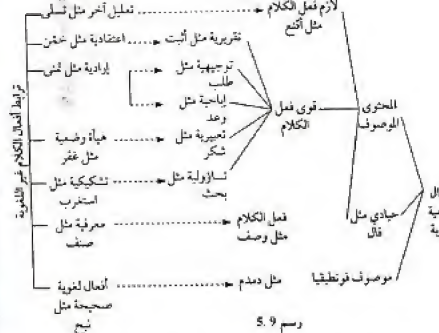 تعليل آخر مثل تسلى
لازم فعل الكلام
مثل أقنع
اعتقادية مثل خمن
تقريرية مثل أثبت
إرادية مثل تمنى
توجيهية مثل
طلب
إباحية مثل
وعد
قوى فعل
الكلام
المحتوى
الموصوف
هيأة وضعية
مثل غفر
تعبيرية مثل
شكر
تشكيكية مثل
استغرب
تساؤلية مثل
بحث
معرفية مثل
صنف
فعل الكلام
مثل وصف
حيادي مثل
قال
موصوف فونطيقيا
أفعال لغوية
صحيحة مثل
نبح
مثل دمدم
ترابط أفعال الكلام غير اللغوية
رسم 5.9